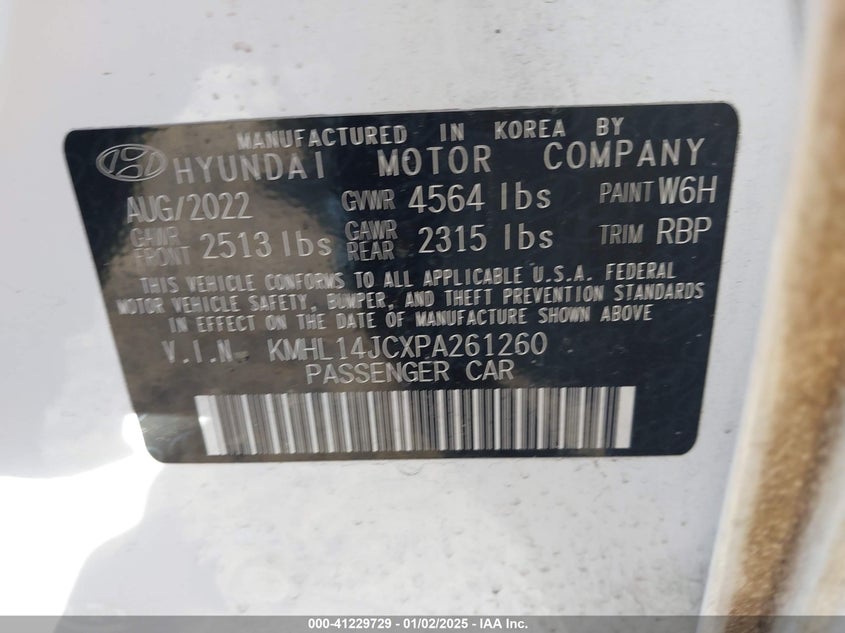 MANUFACTURED IN KOREA BY
HYUNDAI MOTOR COMPANY
AUG/2022 GVWR 4564 lbs PAINT W6H
GAWR FRONT 2513 lbs GAWR REAR 2315 lbs TRIM RBP
THIS VEHICLE CONFORMS TO ALL APPLICABLE U.S.A. FEDERAL
MOTOR VEHICLE SAFETY, BUMPER, AND THEFT PREVENTION STANDARDS
IN EFFECT ON THE DATE OF MANUFACTURE SHOWN ABOVE
V.I.N KMHL14JCXPA261260
PASSENGER CAR
000-41229729 - 01/02/2025 - IAA Inc.